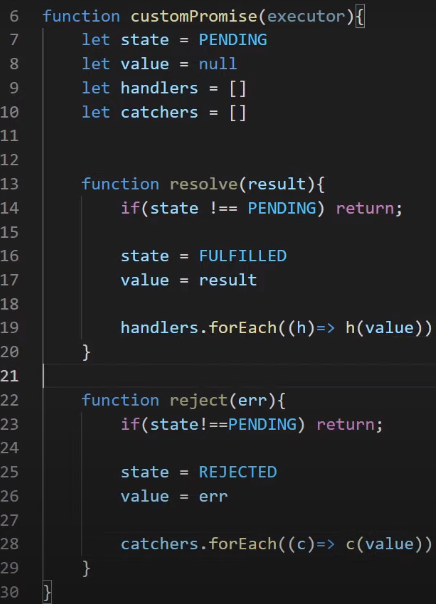 6 function customPromise(executor){
7     let state = PENDING
8     let value = null
9     let handlers = []
10     let catchers = []
11
12
13     function resolve(result){
14         if(state !== PENDING) return;
15
16         state = FULFILLED
17         value = result
18
19         handlers.forEach((h)=> h(value))
20     }
21
22     function reject(err){
23         if(state!==PENDING) return;
24
25         state = REJECTED
26         value = err
27
28         catchers.forEach((c)=> c(value))
29     }
30 }